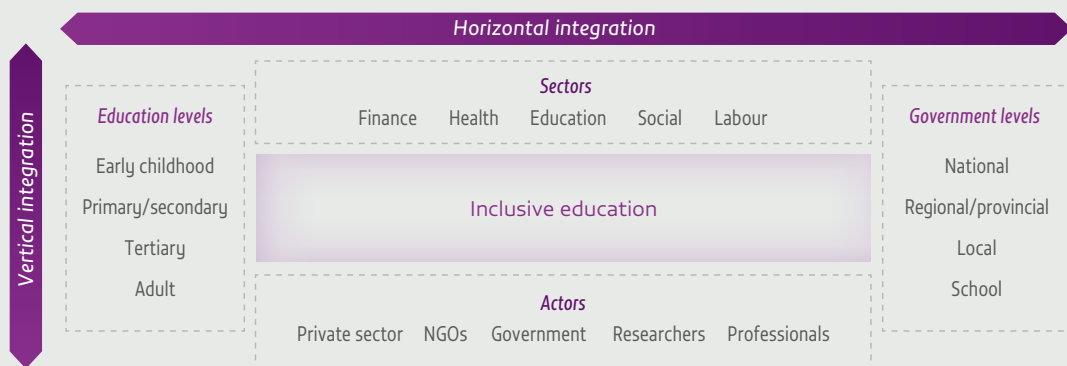 Horizontal integration
Vertical integration
Education levels
Early childhood
Primary/secondary
Tertiary
Adult
Sectors
Finance Health Education Social Labour
Inclusive education
Actors
Private sector NGOs Government Researchers Professionals
Government levels
National
Regional/provincial
Local
School